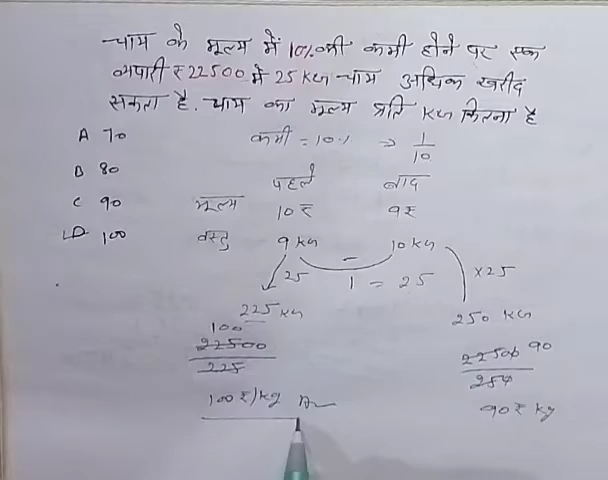 चाय के मूल्य में 10% की कमी होने पर एक
व्यपारी ₹22500 में 25 KG चाय अधिक खरीद
सकता है. चाय का मूल्य प्रति KG कितना है
A 70 कमी = 10% → 1/10
B 80 पहले बाद
C 90 मूल्य 10₹ 9₹
D 100 वस्तु 9 KG - 10 KG
25 1 = 25 ×25
225 KG 250 KG
100
22500/225 22500/250 90
100 ₹/kg 90₹ kg